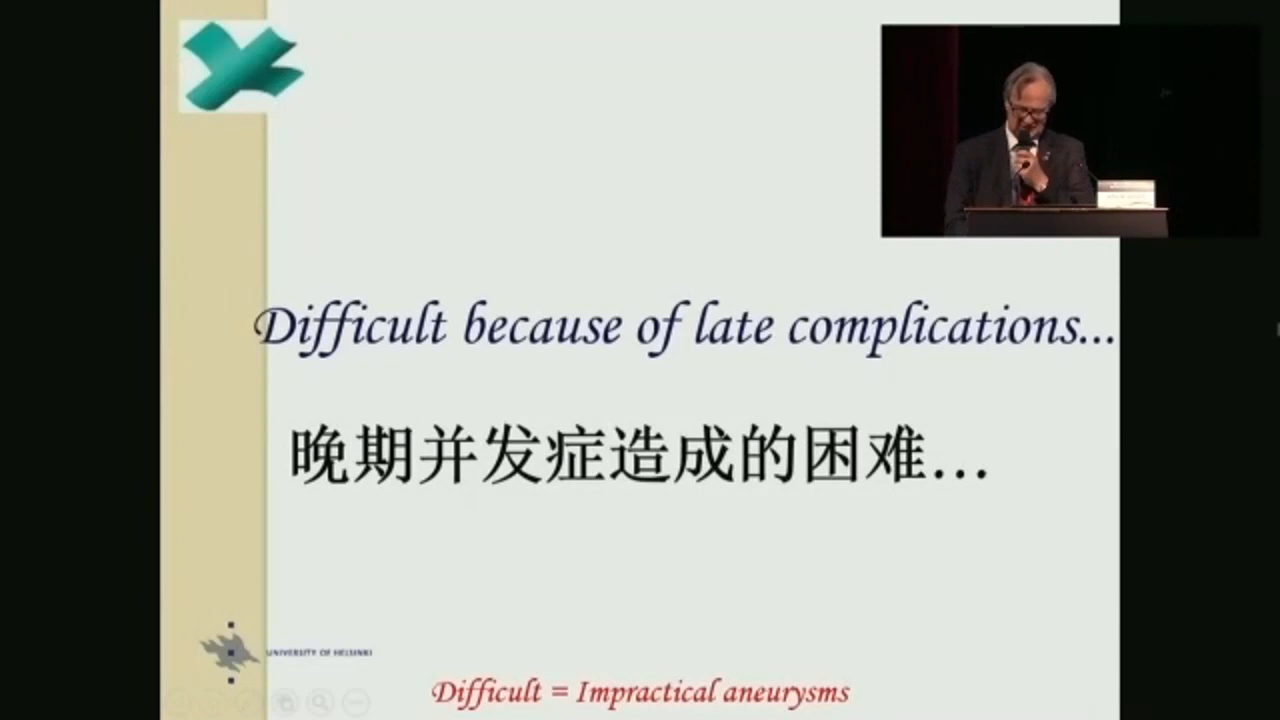 Difficult because of late complications...
晚期并发症造成的困难...
UNIVERSITY OF HELSINKI
Difficult = Impractical aneurysms